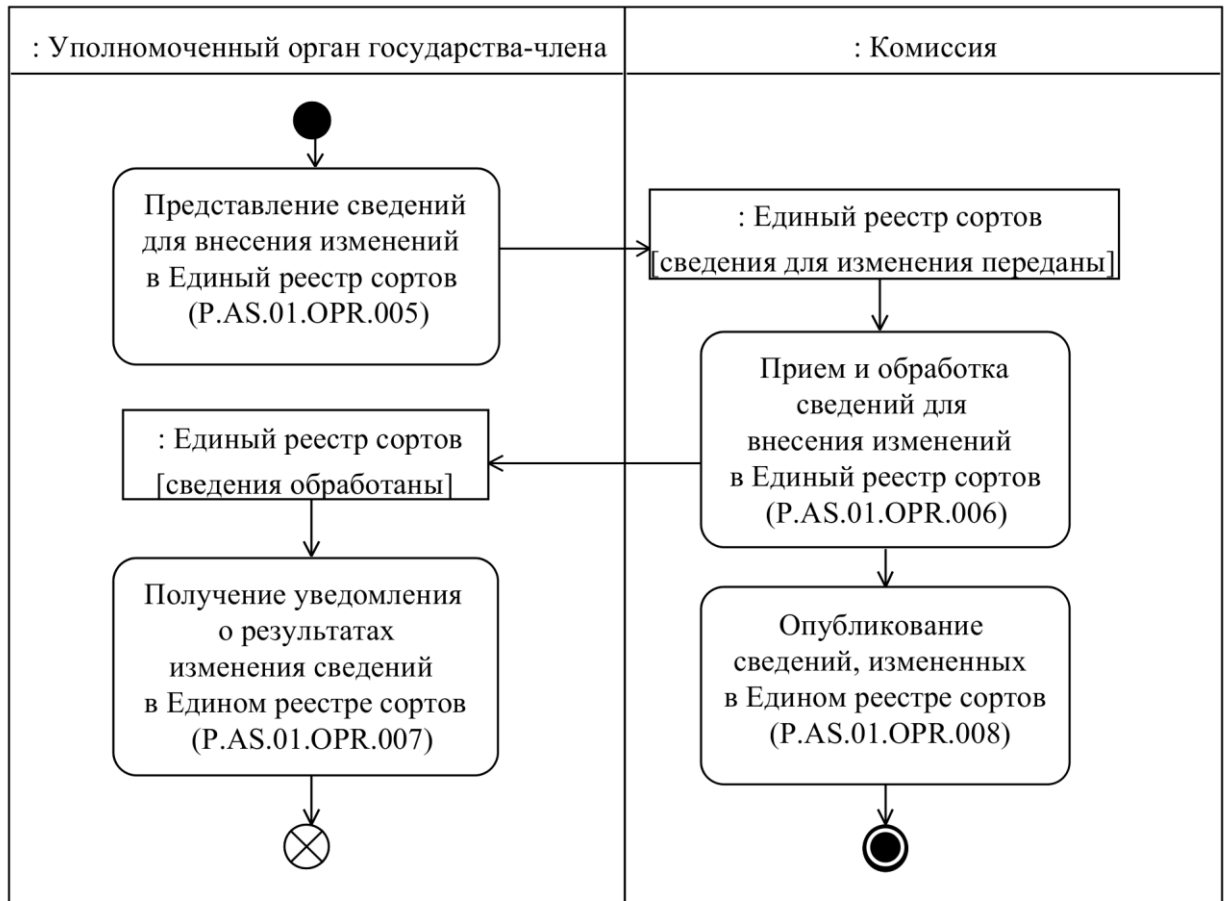 : Уполномоченный орган государства-члена
: Комиссия
Представление сведений
для внесения изменений
в Единый реестр сортов
(P.AS.01.OPR.005)
: Единый реестр сортов
[сведения для изменения переданы]
Прием и обработка
сведений для
внесения изменений
в Единый реестр сортов
(P.AS.01.OPR.006)
: Единый реестр сортов
[сведения обработаны]
Получение уведомления
о результатах
изменения сведений
в Едином реестре сортов
(P.AS.01.OPR.007)
Опубликование
сведений, измененных
в Едином реестре сортов
(P.AS.01.OPR.008)